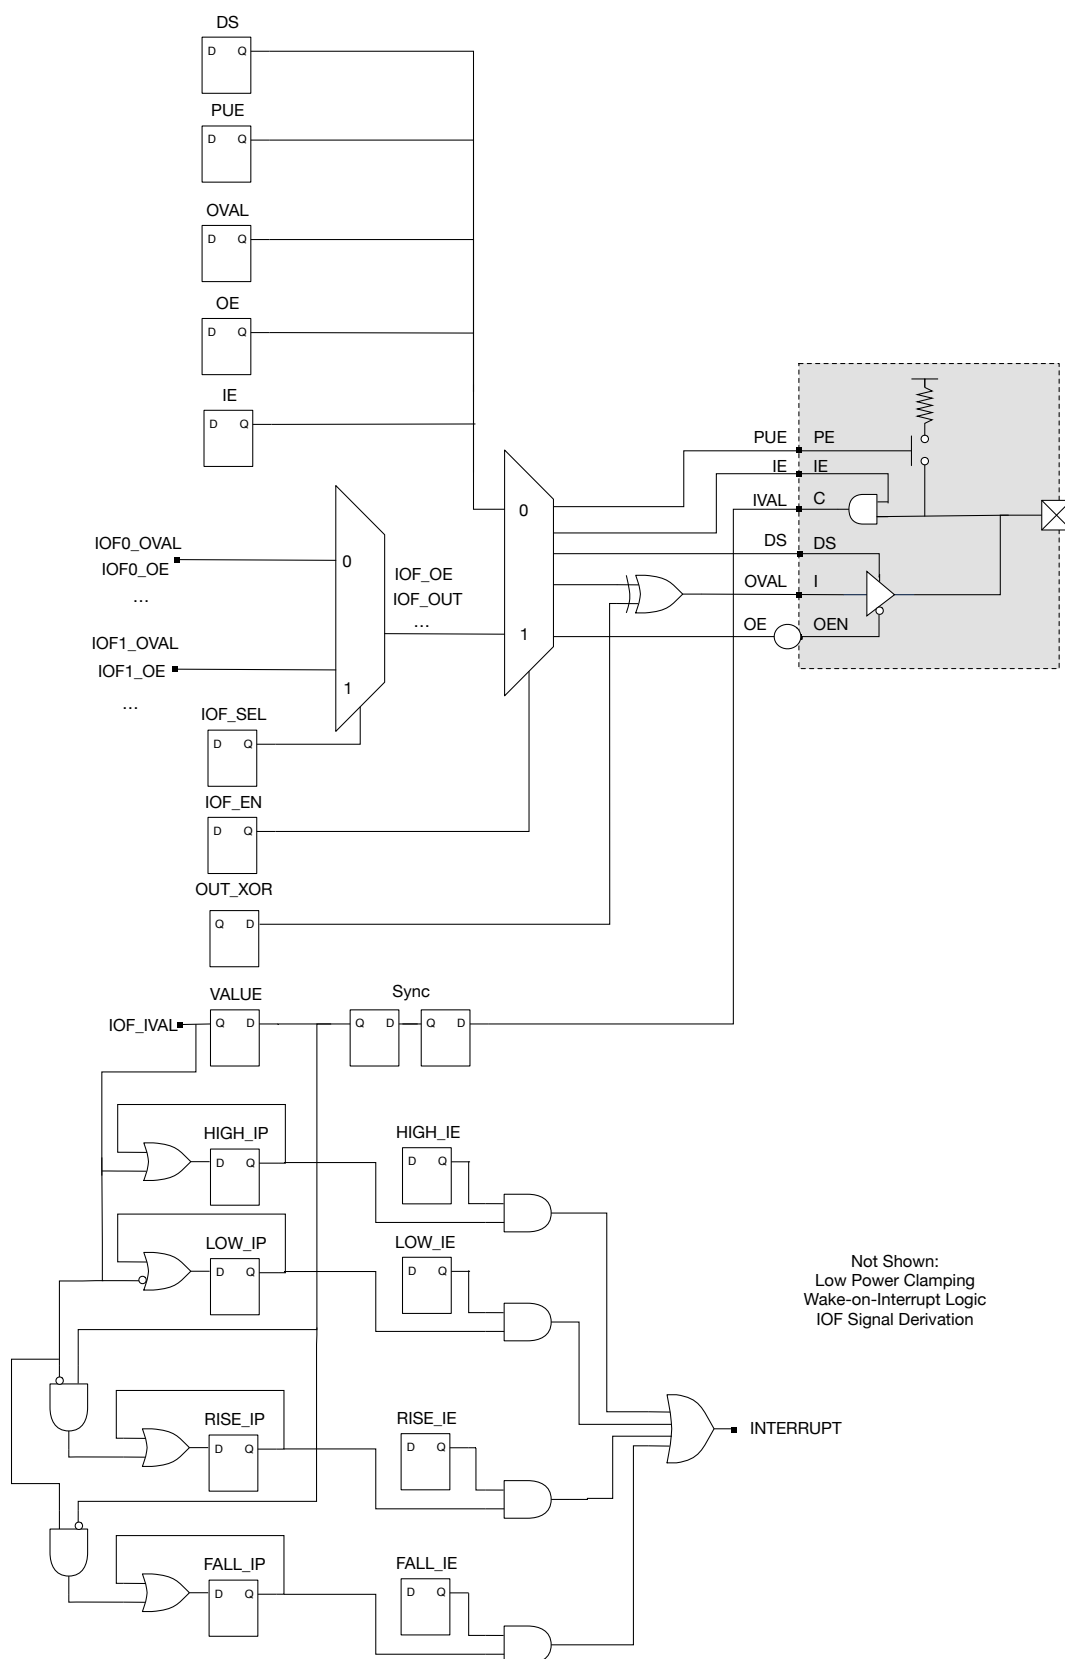 DS
D Q
PUE
D Q
OVAL
D Q
OE
D Q
IE
D Q
PUE PE
IE IE
IVAL C
DS DS
OVAL I
OE OEN
0
1
IOF0_OVAL
IOF0_OE
...
0
IOF_OE
IOF_OUT
...
IOF1_OVAL
IOF1_OE
...
1
IOF_SEL
D Q
IOF_EN
D Q
OUT_XOR
Q D
VALUE
Sync
IOF_IVAL
Q D
Q D
Q D
HIGH_IP
D Q
HIGH_IE
D Q
LOW_IP
D Q
LOW_IE
D Q
Not Shown:
Low Power Clamping
Wake-on-Interrupt Logic
IOF Signal Derivation
RISE_IP
D Q
RISE_IE
D Q
INTERRUPT
FALL_IP
D Q
FALL_IE
D Q